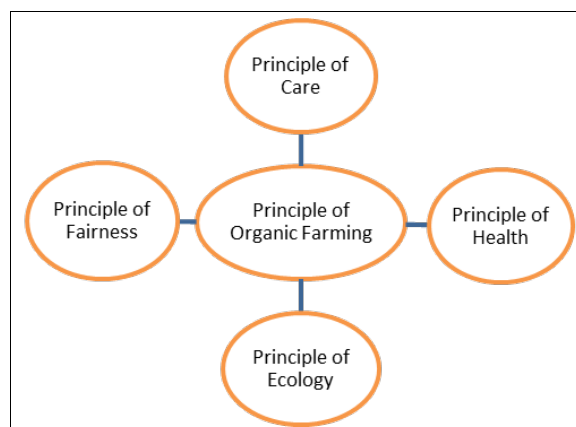 Principle of
Care
Principle of
Fairness
Principle of
Organic Farming
Principle of
Health
Principle of
Ecology